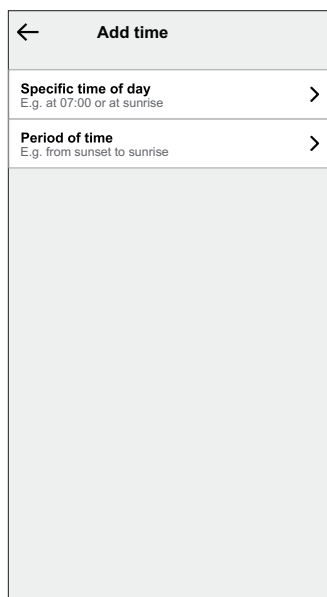 Add time
Specific time of day
E.g. at 07:00 or at sunrise
Period of time
E.g. from sunset to sunrise